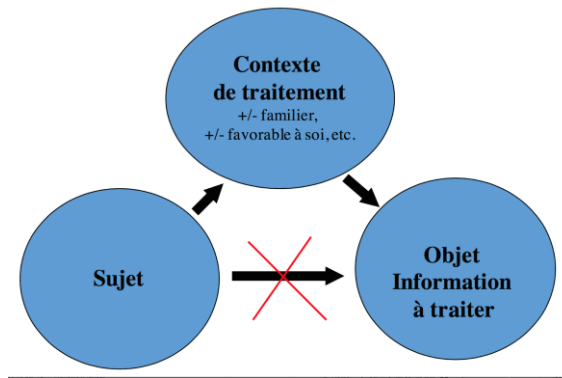 Contexte
de traitement
+/- familier,
+/- favorable à soi, etc.
Sujet
Objet
Information
à traiter